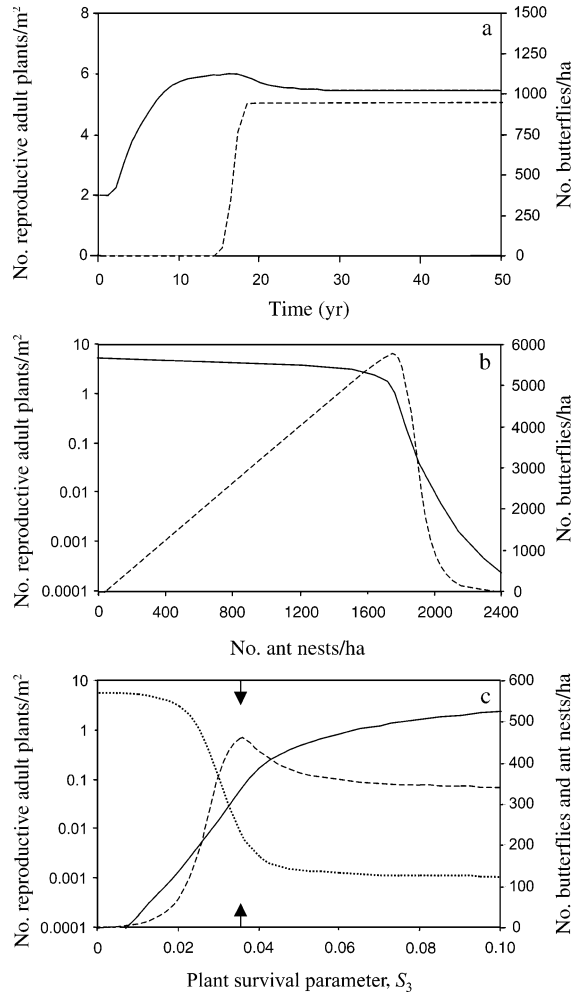 a
No. reproductive adult plants/m²
8
6
4
2
0
No. butterflies/ha
1500
1250
1000
750
500
250
0
0 10 20 30 40 50
Time (yr)
b
No. reproductive adult plants/m²
10
1
0.1
0.01
0.001
0.0001
No. butterflies/ha
6000
5000
4000
3000
2000
1000
0
0 400 800 1200 1600 2000 2400
No. ant nests/ha
c
No. reproductive adult plants/m²
10
1
0.1
0.01
0.001
0.0001
No. butterflies and ant nests/ha
600
500
400
300
200
100
0
0 0.02 0.04 0.06 0.08 0.10
Plant survival parameter, S₃